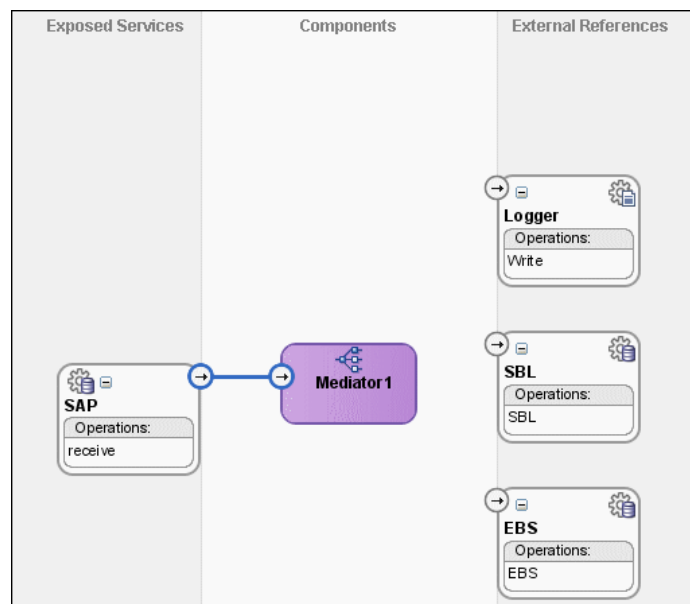 Exposed Services
Components
External References
Logger
Operations:
Write
SBL
Operations:
SBL
SAP
Operations:
receive
Mediator1
EBS
Operations:
EBS